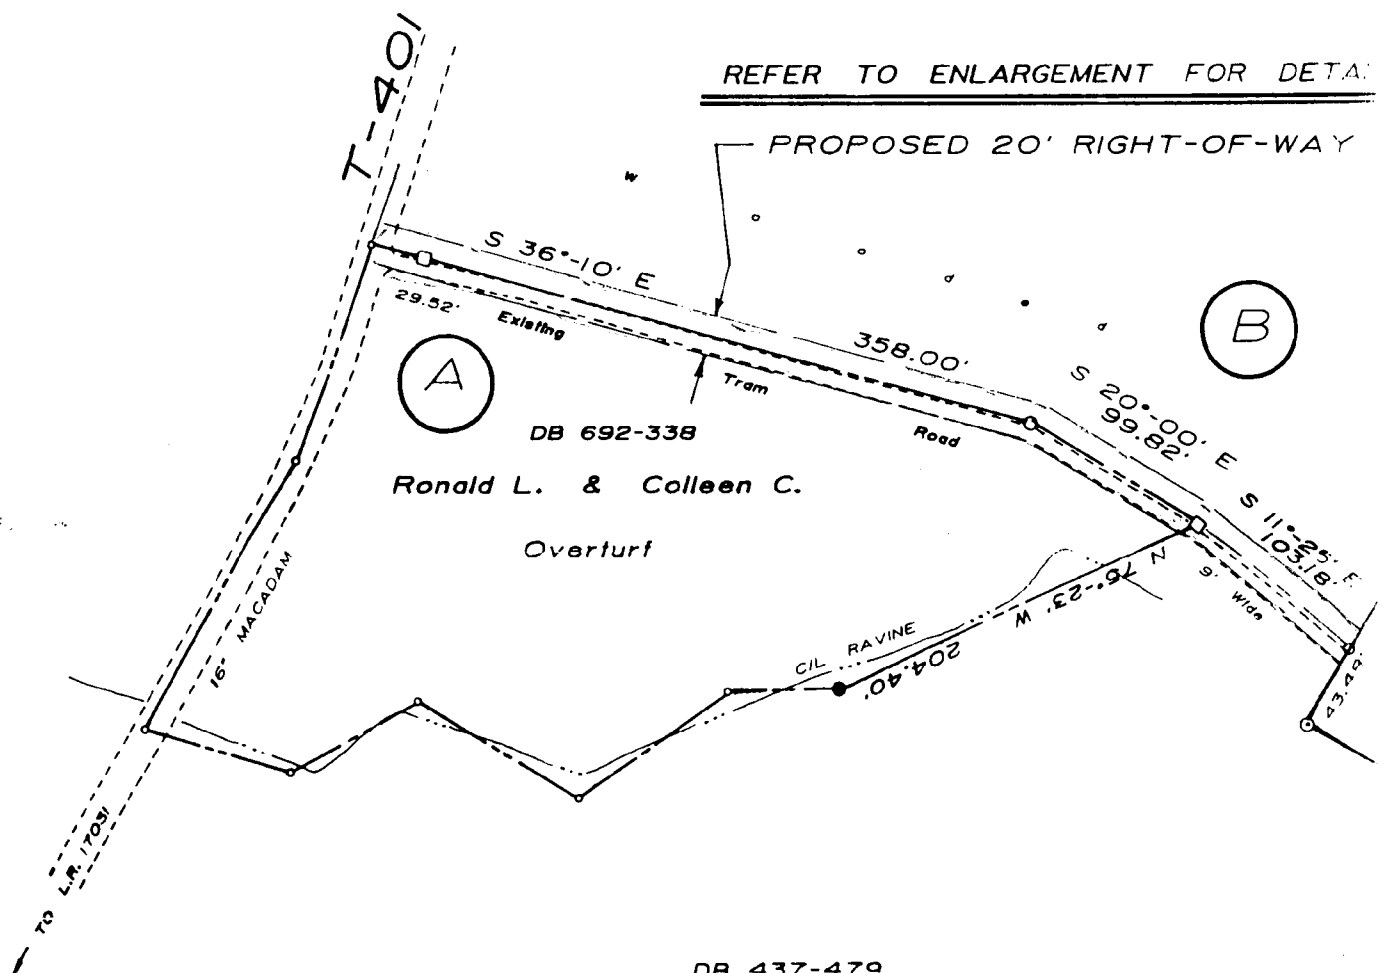 T-401
REFER TO ENLARGEMENT FOR
PROPOSED 20' RIGHT-OF-WAY
S 36°-10' E
29.52'
Existing
358.00'
Tram
Road
A
B
S 20°-00' E
99.82'
S 11°-25' E
103.18'
DB 692-338
Ronald L. & Colleen C.
Overturf
N 76°-23' W
204.40'
9' Wide
43.49'
C/L RAVINE
16' MACADAM
TO L.R. 17031
DB 437-479